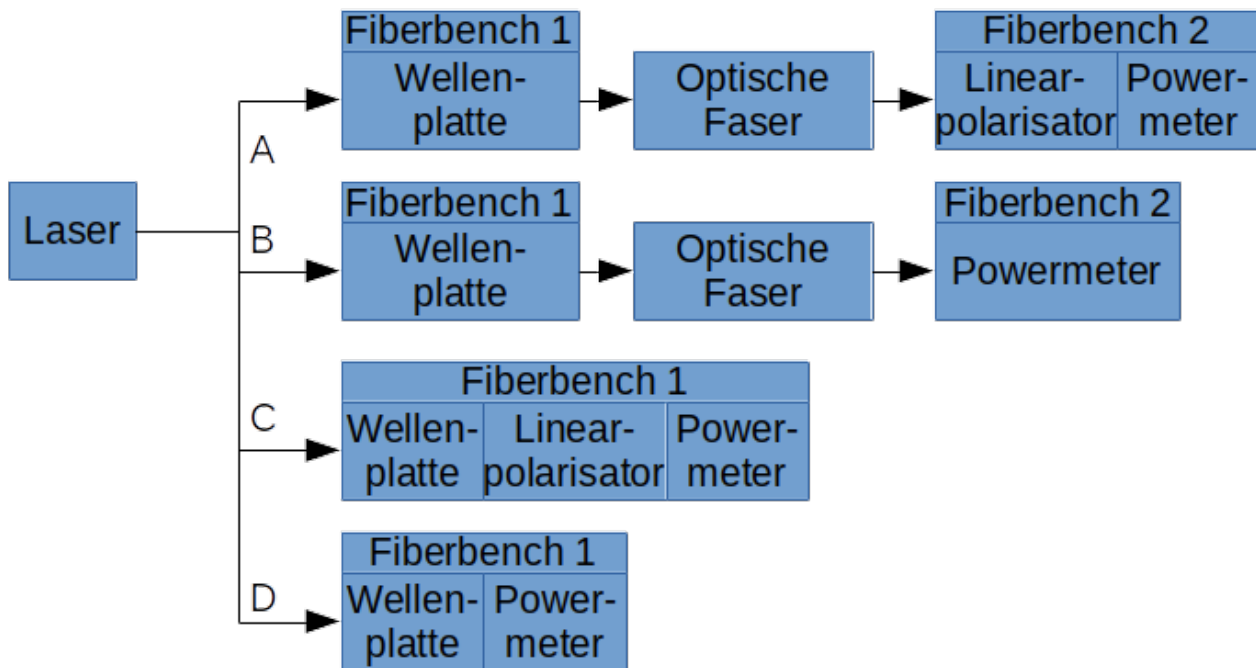 Laser
A
Fiberbench 1
Wellen-
platte
Optische
Faser
Fiberbench 2
Linear-
polarisator
Power-
meter
B
Fiberbench 1
Wellen-
platte
Optische
Faser
Fiberbench 2
Powermeter
C
Fiberbench 1
Wellen-
platte
Linear-
polarisator
Power-
meter
D
Fiberbench 1
Wellen-
platte
Power-
meter